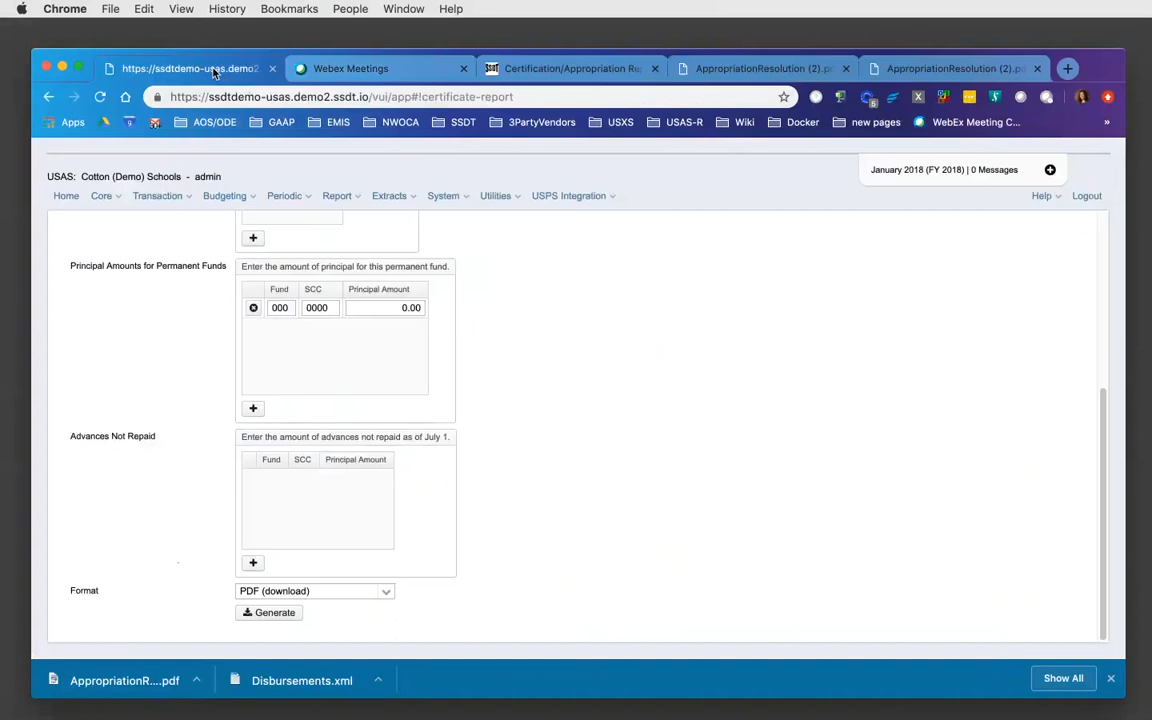 Chrome File Edit View History Bookmarks People Window Help
https://ssdtdemo-usas.demo2 Webex Meetings Certification/Appropriation Re AppropriationResolution (2).p AppropriationResolution (2).pd
https://ssdtdemo-usas.demo2.ssdt.io/vui/app#!certificate-report
5
Apps 9 AOS/ODE GAAP EMIS NWOCA SSDT 3PartyVendors USXS USAS-R Wiki Docker new pages WebEx Meeting C... »
January 2018 (FY 2018) | 0 Messages
USAS: Cotton (Demo) Schools - admin
Home Core Transaction Budgeting Periodic Report Extracts System Utilities USPS Integration Help Logout
Principal Amounts for Permanent Funds Enter the amount of principal for this permanent fund.
Fund SCC Principal Amount
000 0000 0.00
Advances Not Repaid Enter the amount of advances not repaid as of July 1.
Fund SCC Principal Amount
Format PDF (download)
Generate
AppropriationR....pdf Disbursements.xml Show All